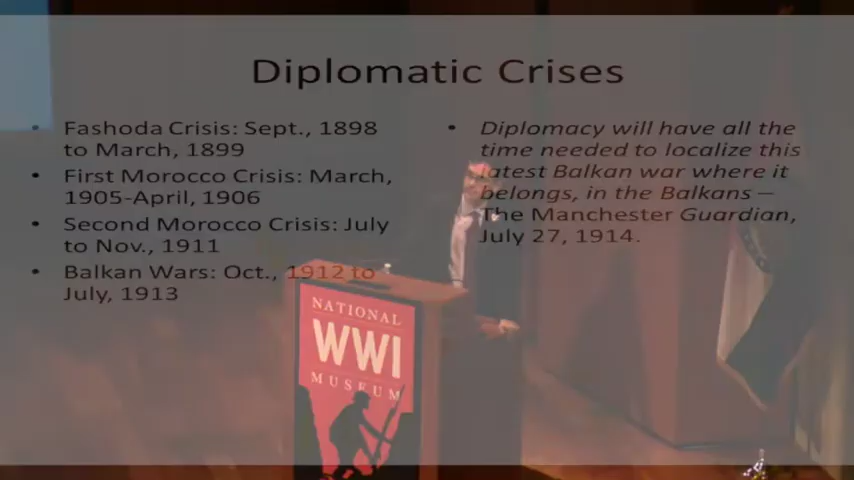 Diplomatic Crises
• Fashoda Crisis: Sept., 1898
to March, 1899
• First Morocco Crisis: March,
1905-April, 1906
• Second Morocco Crisis: July
to Nov., 1911
• Balkan Wars: Oct., 1912 to
July, 1913
• Diplomacy will have all the
time needed to localize this
latest Balkan war where it
belongs, in the Balkans –
The Manchester Guardian,
July 27, 1914.
NATIONAL
WWI
MUSEUM